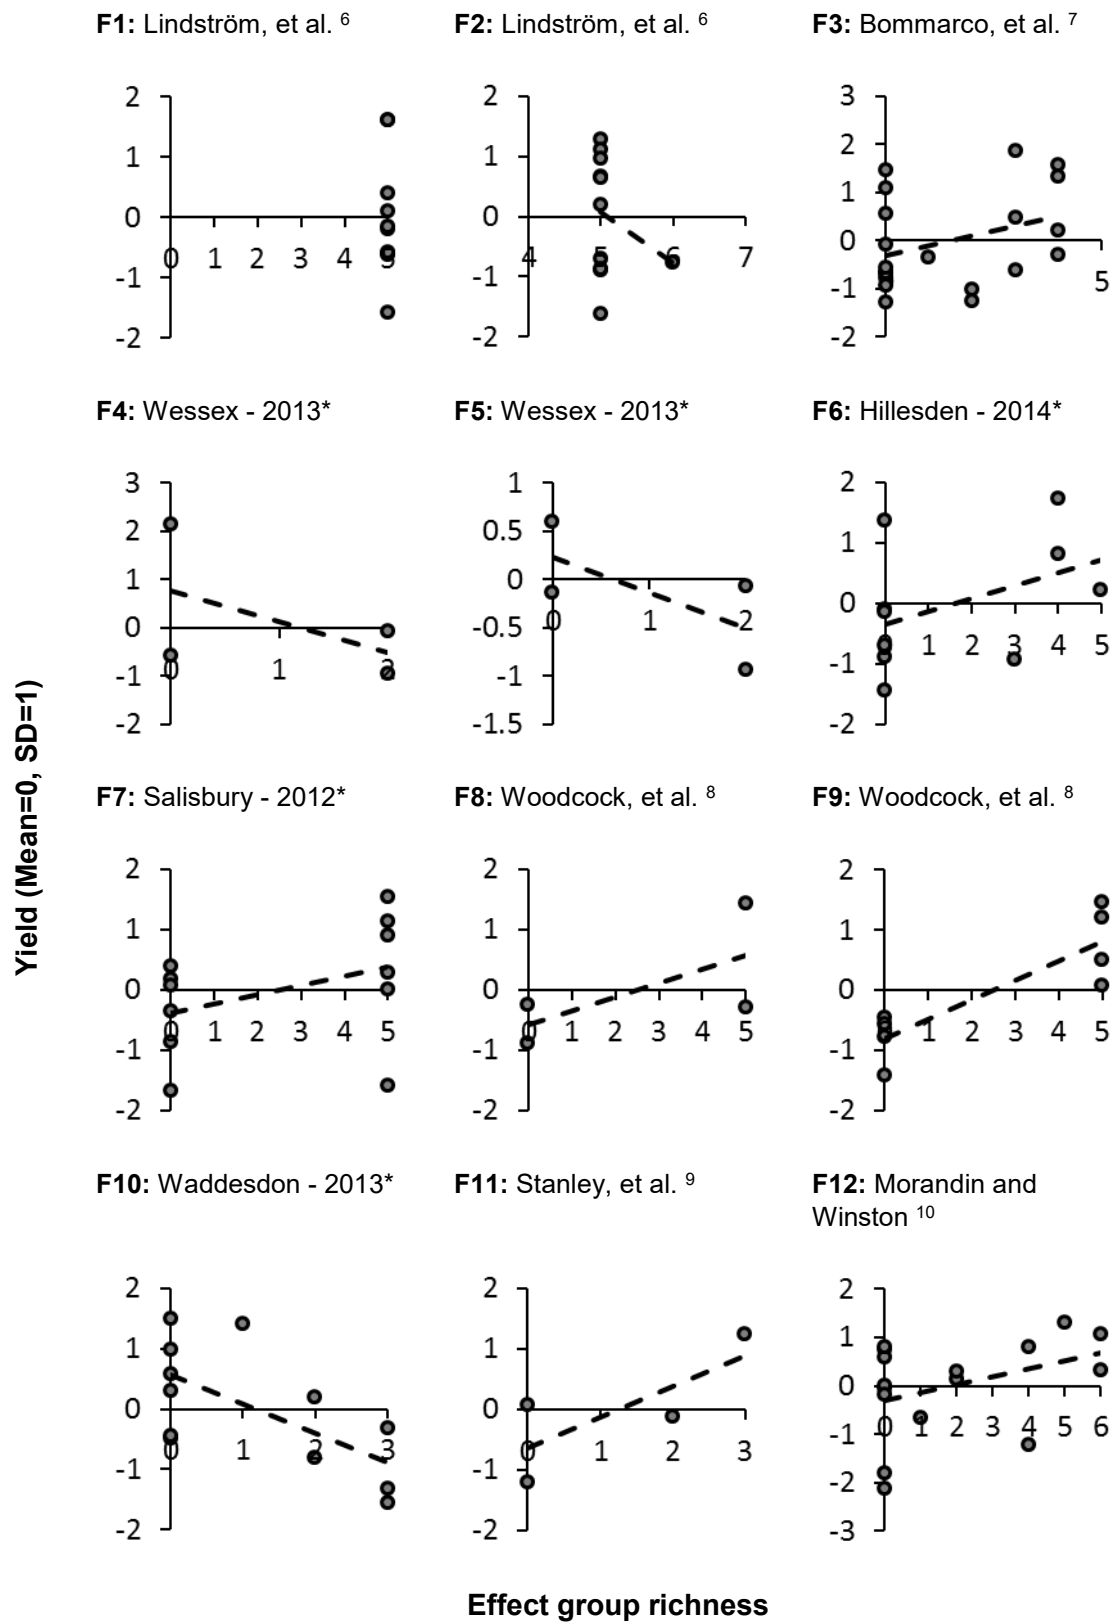 F1: Lindström, et al. 6
F2: Lindström, et al. 6
F3: Bommarco, et al. 7
2
1
0
-1
-2
0 1 2 3 4 5
2
1
0
-1
-2
4 5 6 7
3
2
1
0
-1
-2
5
F4: Wessex - 2013*
F5: Wessex - 2013*
F6: Hillesden - 2014*
3
2
1
0
-1
-2
0 1 2
1
0.5
0
-0.5
-1
-1.5
0 1 2
2
1
0
-1
-2
1 2 3 4 5
F7: Salisbury - 2012*
F8: Woodcock, et al. 8
F9: Woodcock, et al. 8
2
1
0
-1
-2
0 1 2 3 4 5
2
1
0
-1
-2
0 1 2 3 4 5
2
1
0
-1
-2
0 1 2 3 4 5
F10: Waddesdon - 2013*
F11: Stanley, et al. 9
F12: Morandin and
Winston 10
2
1
0
-1
-2
0 1 2 3
2
1
0
-1
-2
0 1 2 3
2
1
0
-1
-2
-3
0 1 2 3 4 5 6
Yield (Mean=0, SD=1)
Effect group richness